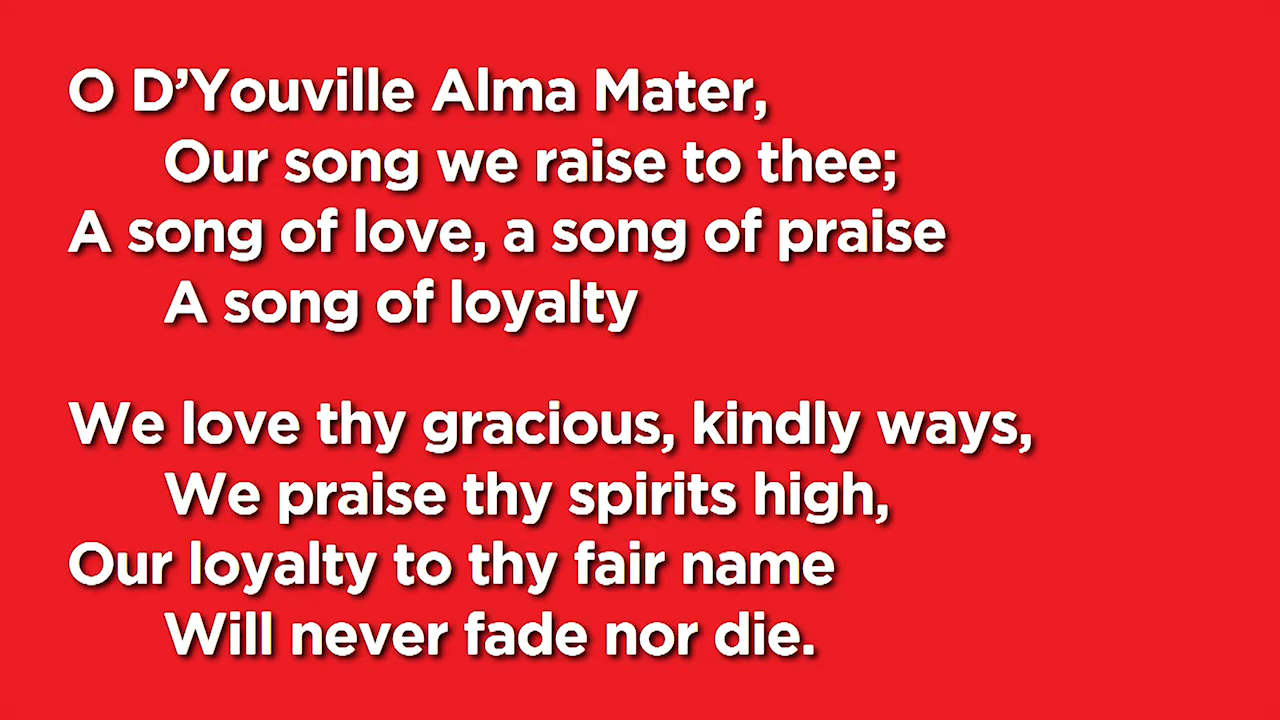 O D’Youville Alma Mater,
Our song we raise to thee;
A song of love, a song of praise
A song of loyalty
We love thy gracious, kindly ways,
We praise thy spirits high,
Our loyalty to thy fair name
Will never fade nor die.